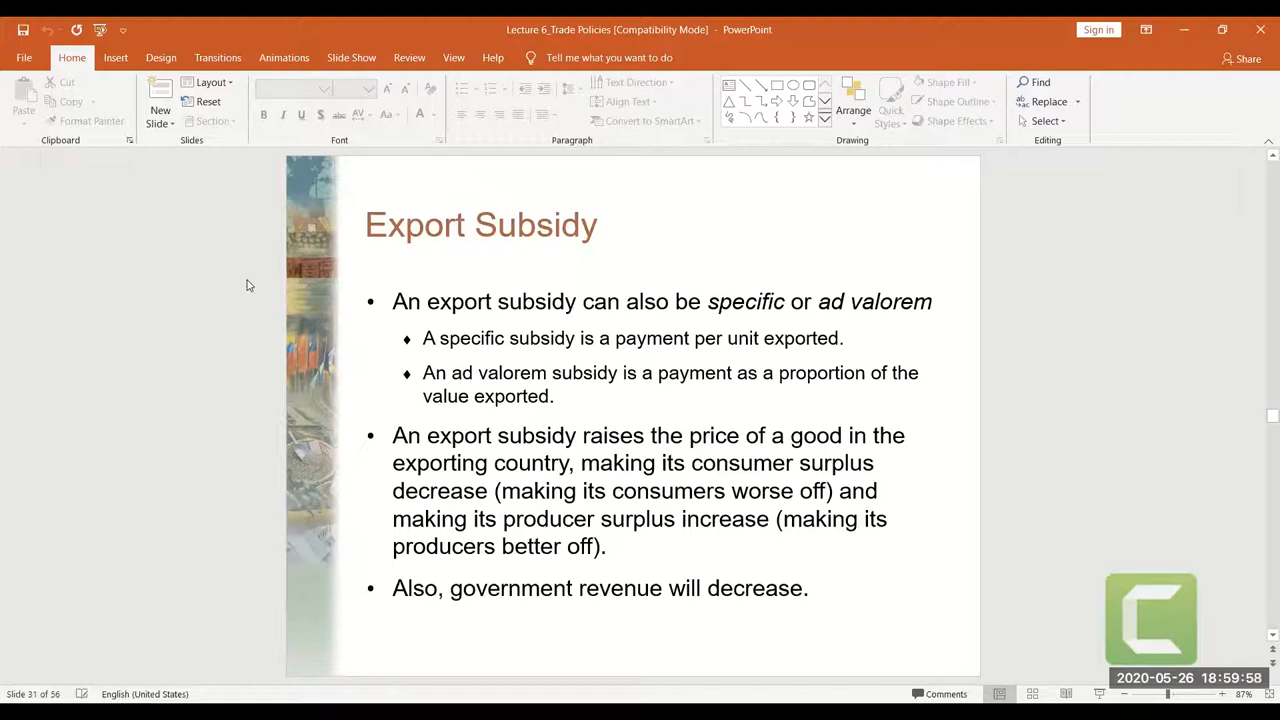 Lecture 6_Trade Policies [Compatibility Mode] - PowerPoint
Sign in
File Home Insert Design Transitions Animations Slide Show Review View Help Tell me what you want to do Share
Paste
Cut
Copy
Format Painter
Clipboard
New Slide
Layout
Reset
Section
Slides
B I U S abc AV Aa A
Font
Text Direction
Align Text
Convert to SmartArt
Paragraph
Arrange
Quick Styles
Shape Fill
Shape Outline
Shape Effects
Drawing
Find
Replace
Select
Editing
Export Subsidy
• An export subsidy can also be specific or ad valorem
♦ A specific subsidy is a payment per unit exported.
♦ An ad valorem subsidy is a payment as a proportion of the
value exported.
• An export subsidy raises the price of a good in the
exporting country, making its consumer surplus
decrease (making its consumers worse off) and
making its producer surplus increase (making its
producers better off).
• Also, government revenue will decrease.
2020-05-26 18:59:58
Slide 31 of 56 English (United States) Comments 87%